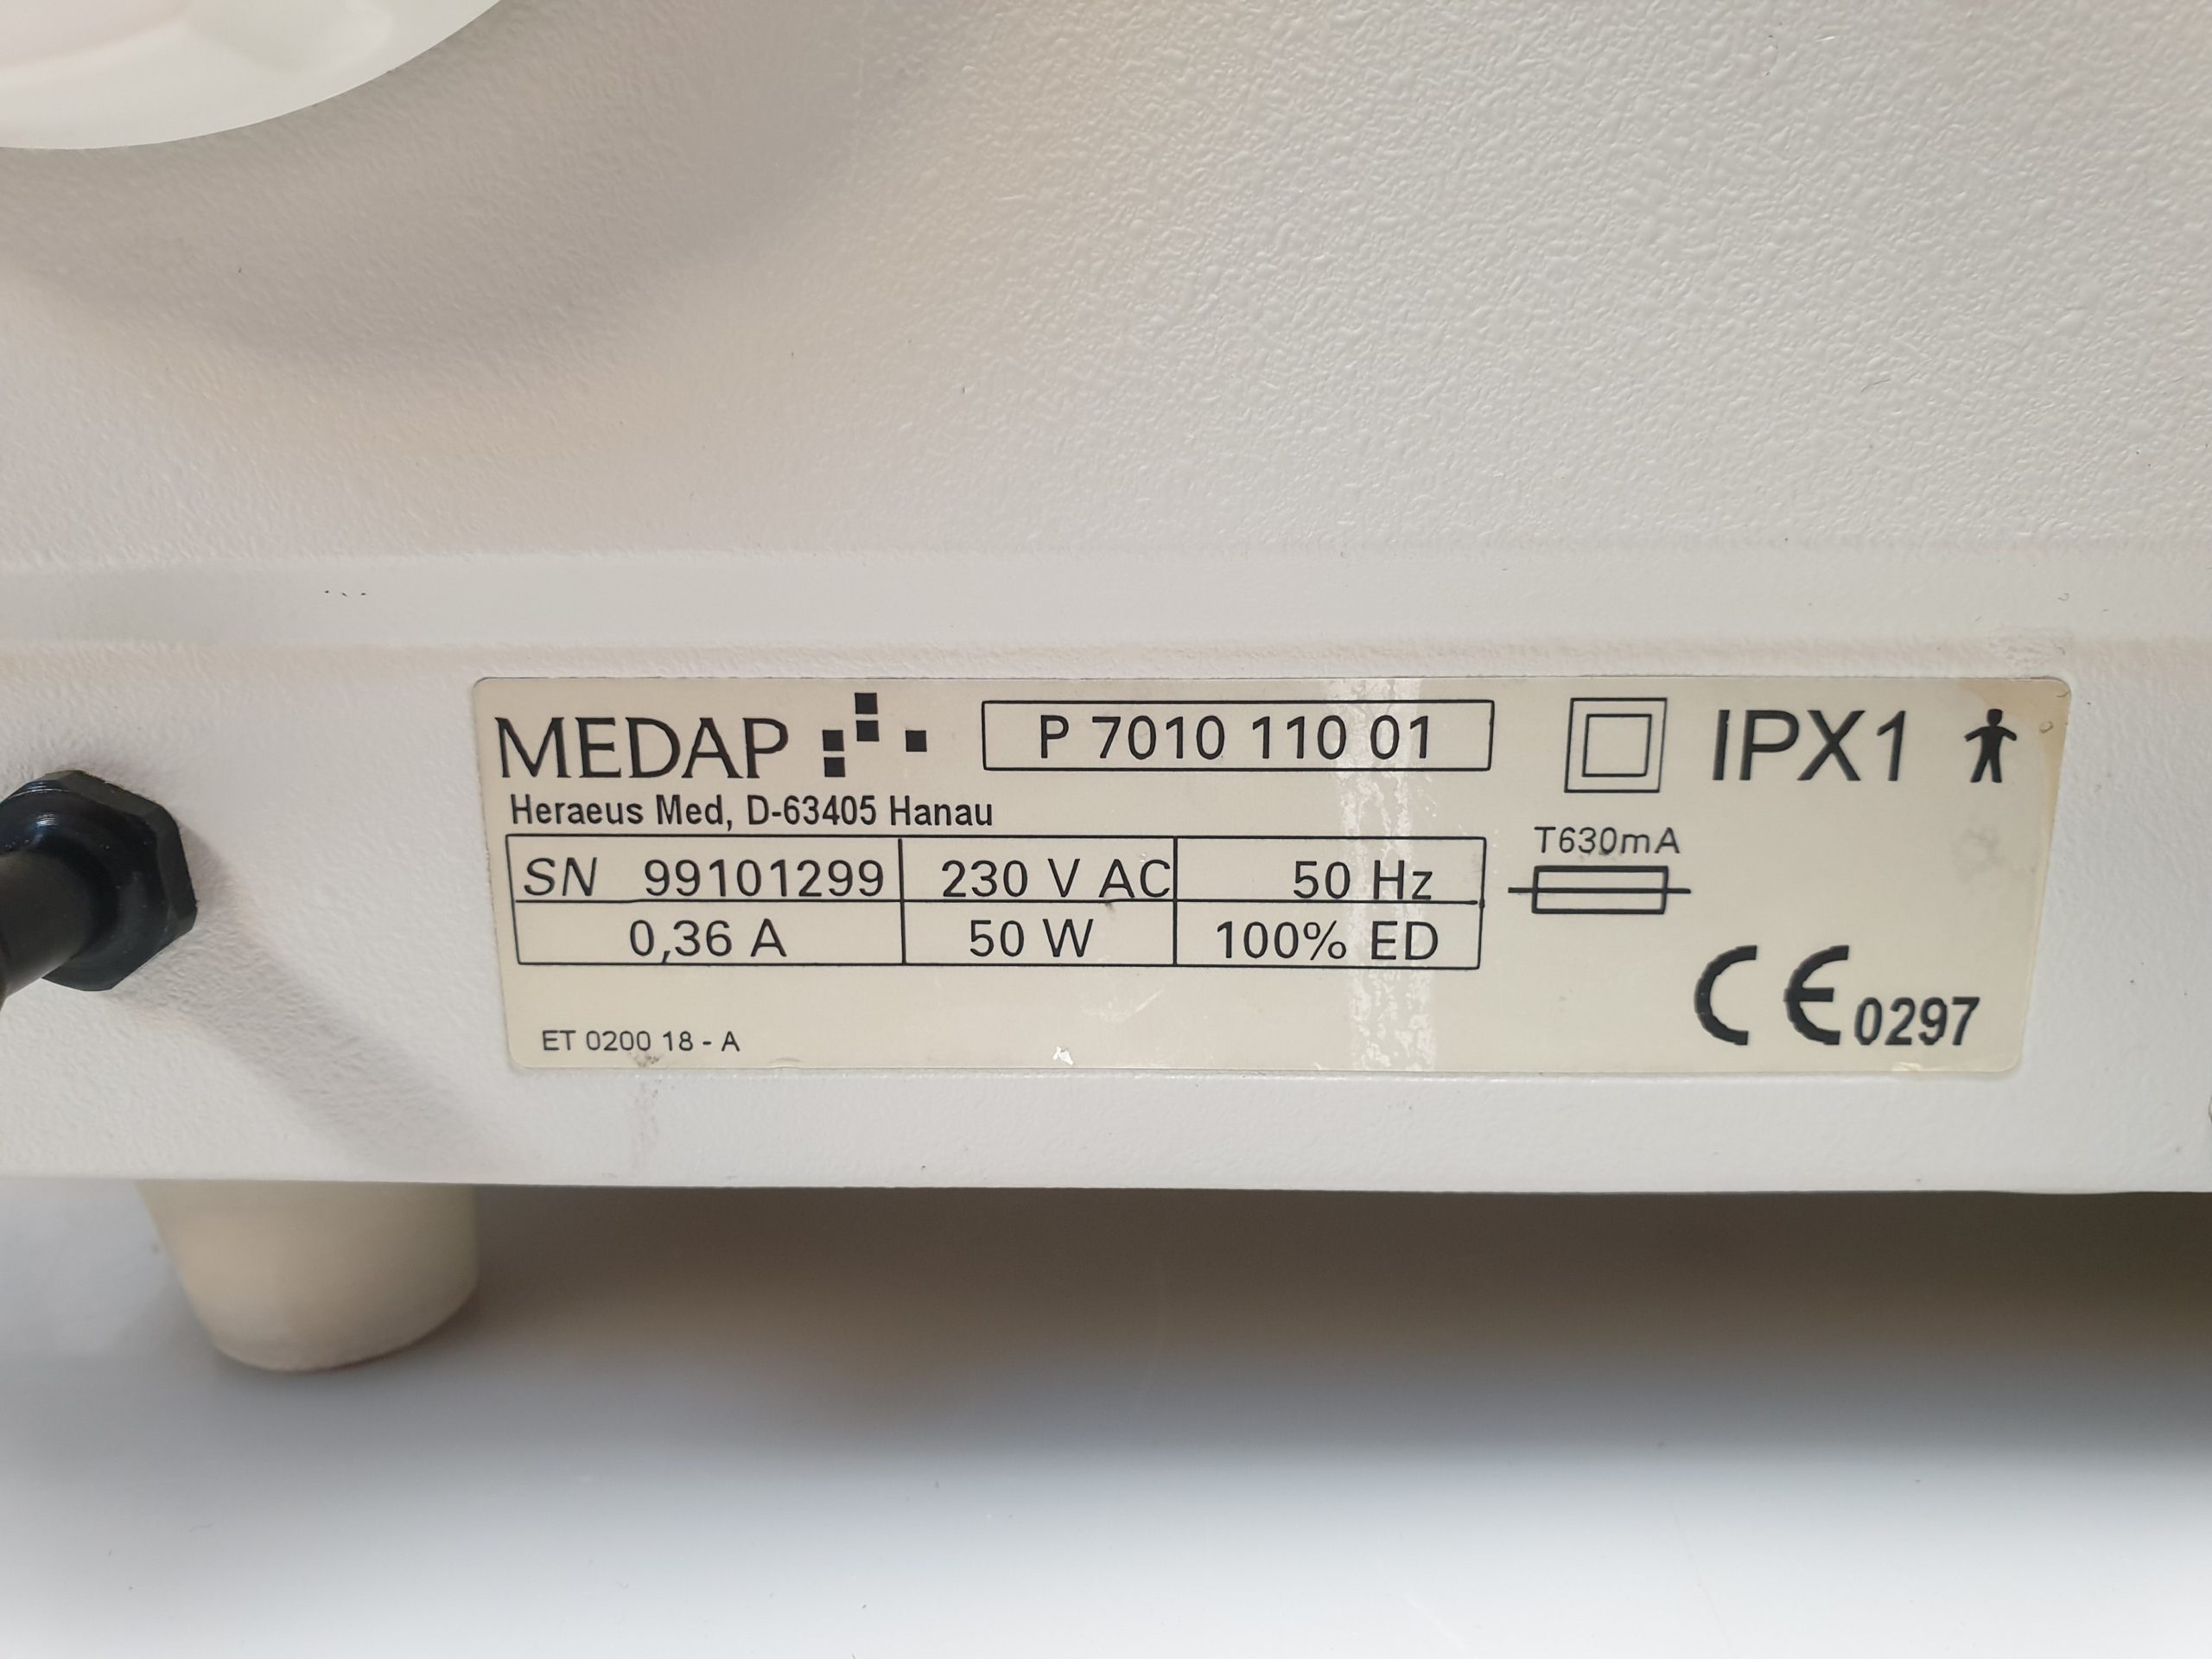 MEDAP P 7010 110 01 IPX1
Heraeus Med, D-63405 Hanau
T630mA
SN 99101299 230 V AC 50 Hz
0,36 A 50 W 100% ED
CE 0297
ET 0200 18 - A